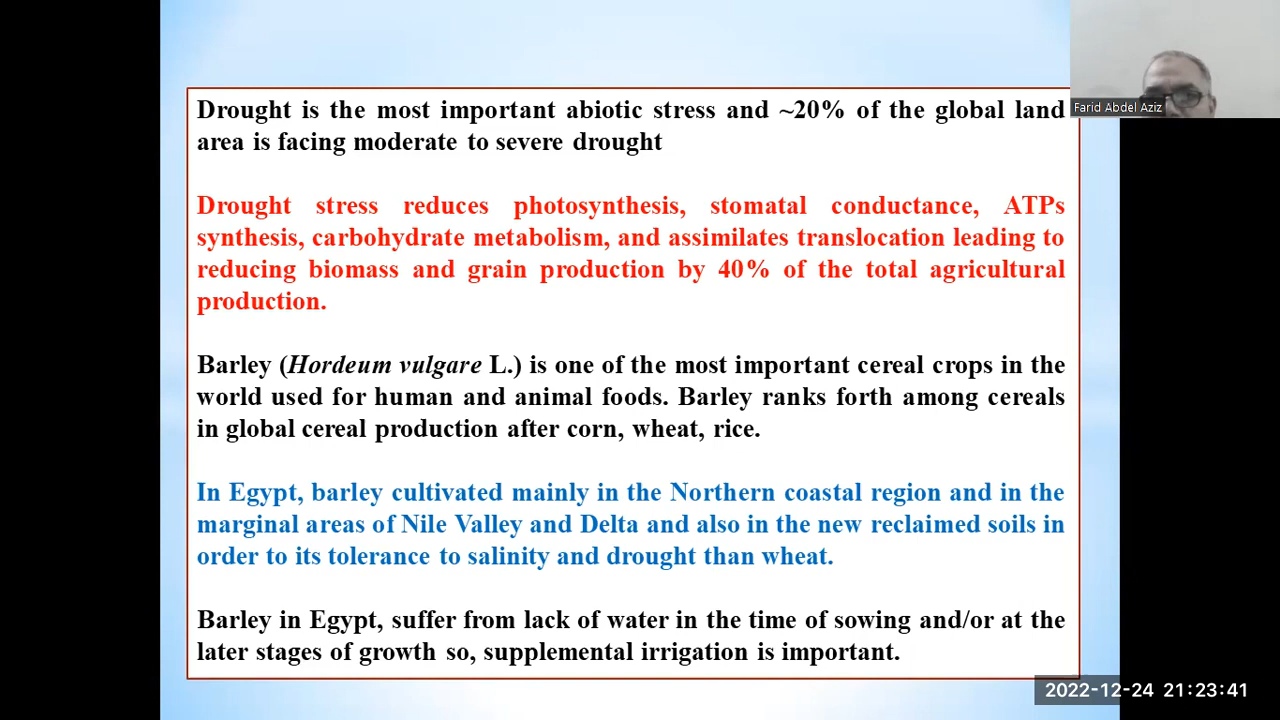 Drought is the most important abiotic stress and ~20% of the global land
area is facing moderate to severe drought
Drought stress reduces photosynthesis, stomatal conductance, ATPs
synthesis, carbohydrate metabolism, and assimilates translocation leading to
reducing biomass and grain production by 40% of the total agricultural
production.
Barley (Hordeum vulgare L.) is one of the most important cereal crops in the
world used for human and animal foods. Barley ranks forth among cereals
in global cereal production after corn, wheat, rice.
In Egypt, barley cultivated mainly in the Northern coastal region and in the
marginal areas of Nile Valley and Delta and also in the new reclaimed soils in
order to its tolerance to salinity and drought than wheat.
Barley in Egypt, suffer from lack of water in the time of sowing and/or at the
later stages of growth so, supplemental irrigation is important.
Farid Abdel Aziz
2022-12-24 21:23:41